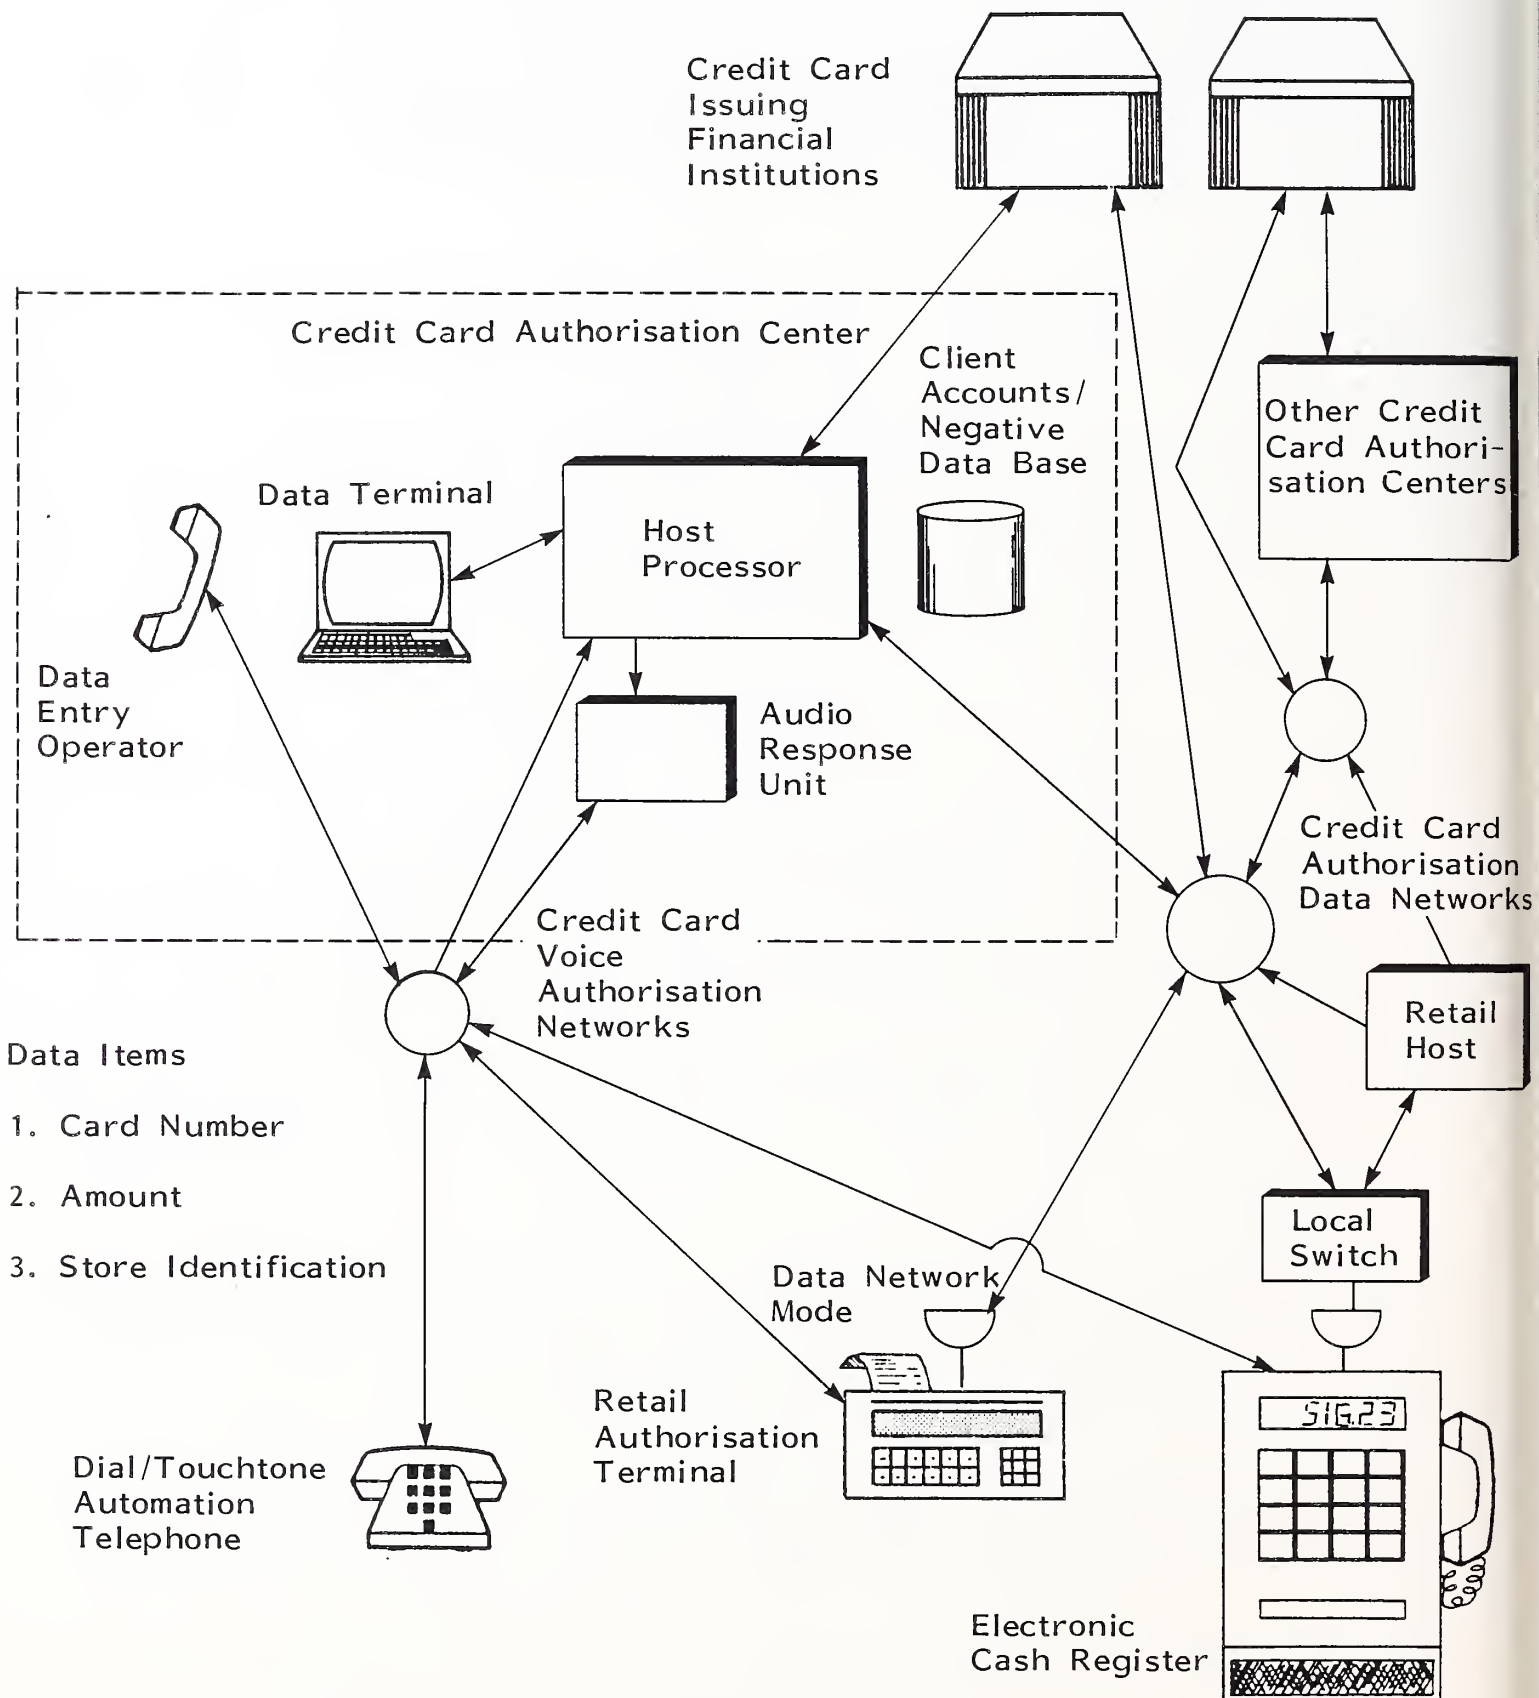 Credit Card
Issuing
Financial
Institutions
Credit Card Authorisation Center
Client
Accounts/
Negative
Data Base
Other Credit
Card Authori-
sation Centers
Data Terminal
Host
Processor
Data
Entry
Operator
Audio
Response
Unit
Credit Card
Authorisation
Data Networks
Credit Card
Voice
Authorisation
Networks
Retail
Host
Data Items
1. Card Number
2. Amount
3. Store Identification
Local
Switch
Data Network
Mode
Retail
Authorisation
Terminal
Dial/Touchtone
Automation
Telephone
Electronic
Cash Register